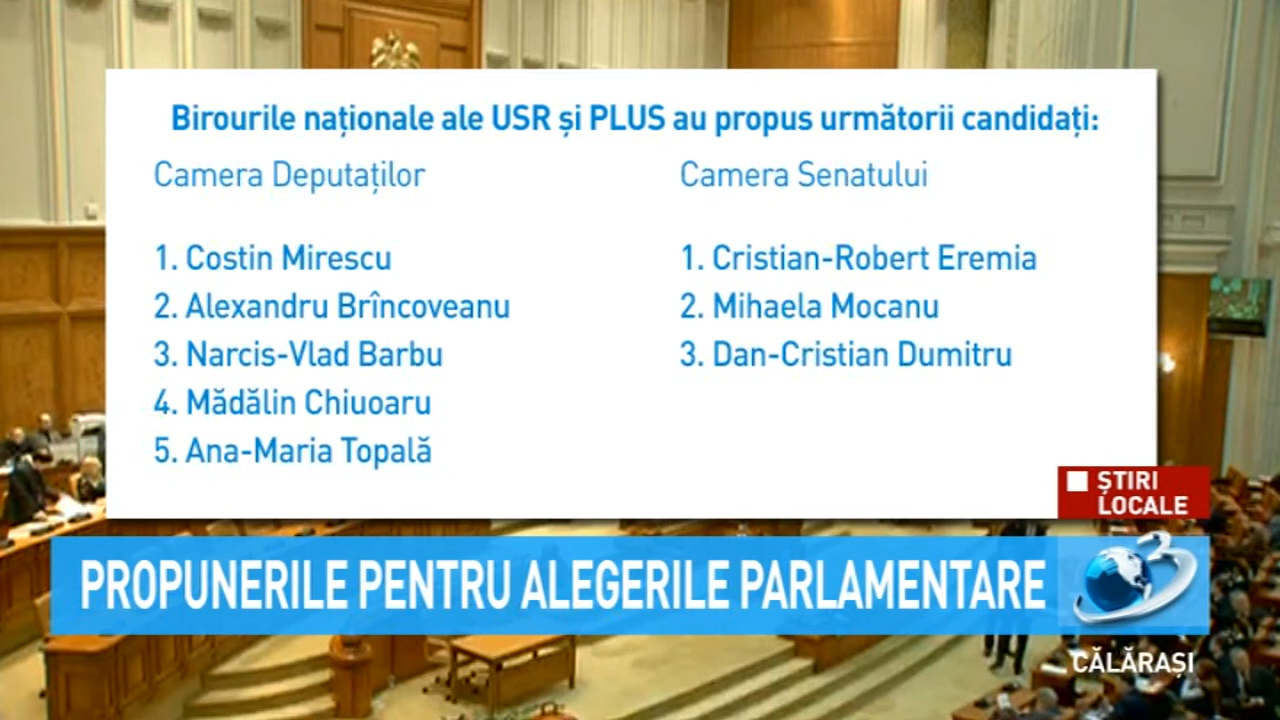 Birourile naționale ale USR și PLUS au propus următorii candidați:
Camera Deputaților
1. Costin Mirescu
2. Alexandru Brîncoveanu
3. Narcis-Vlad Barbu
4. Mădălin Chiuoaru
5. Ana-Maria Topală
Camera Senatului
1. Cristian-Robert Eremia
2. Mihaela Mocanu
3. Dan-Cristian Dumitru
ȘTIRI
LOCALE
PROPUNERILE PENTRU ALEGERILE PARLAMENTARE
3
CĂLĂRAȘI